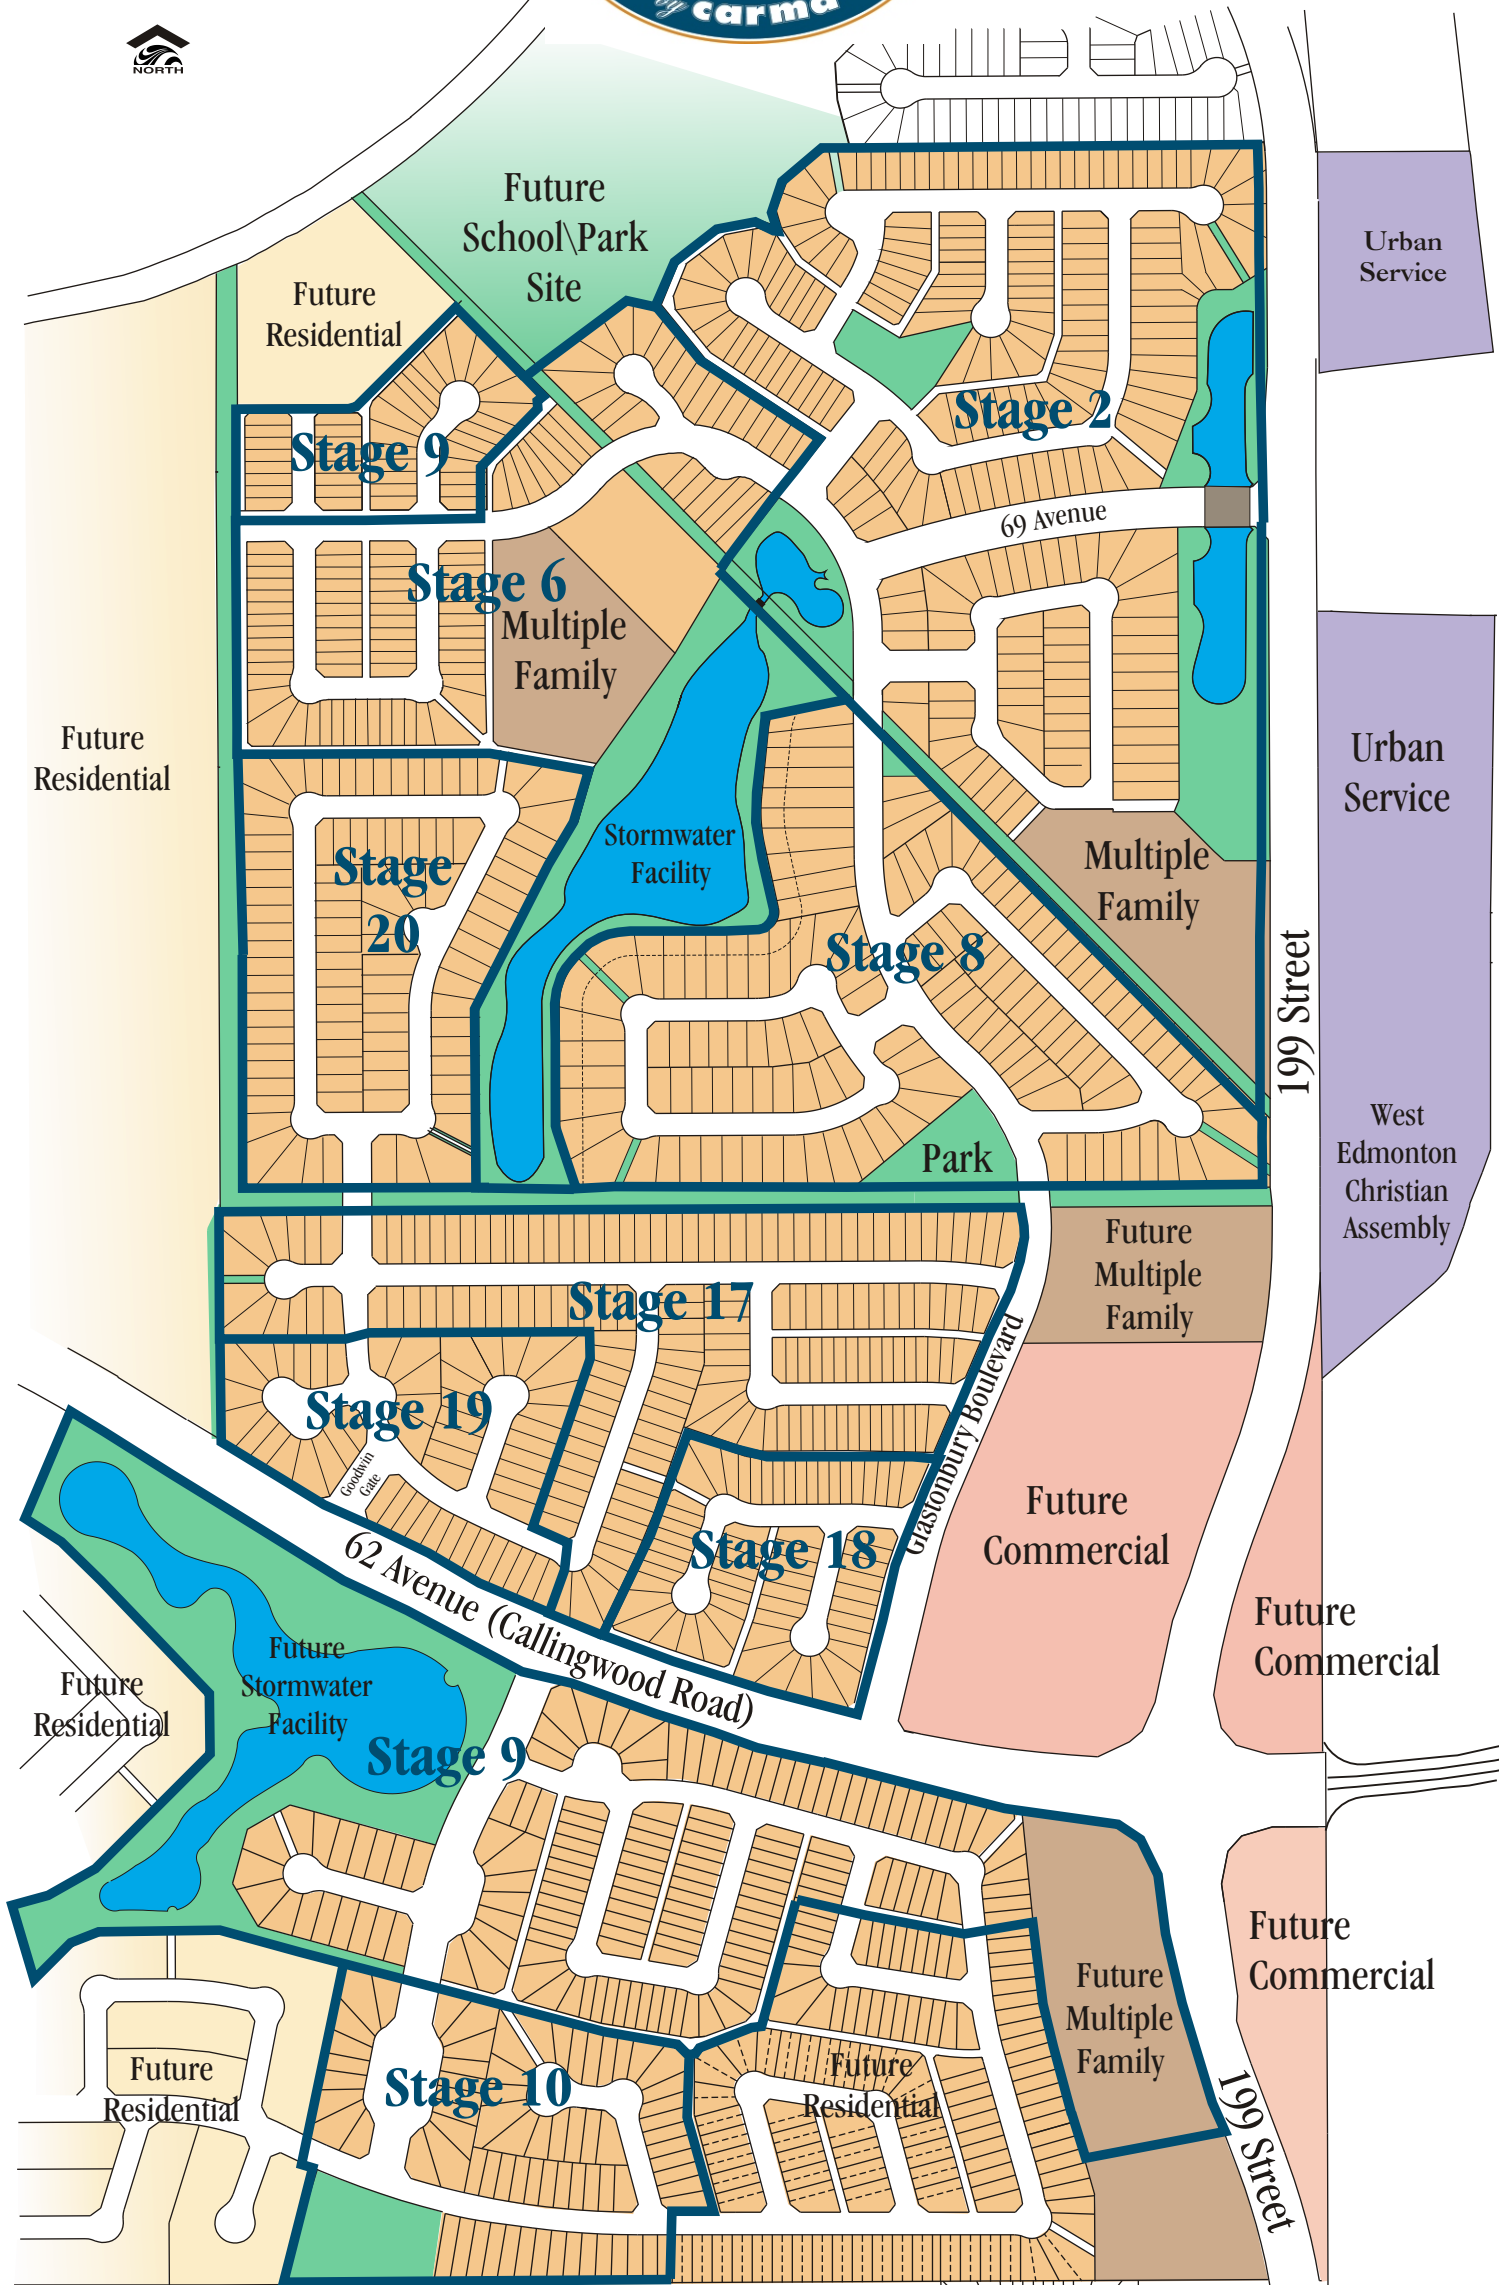 by carma
NORTH
Future
School\Park
Site
Urban
Service
Future
Residential
Stage 2
Stage 9
69 Avenue
Stage 6
Multiple
Family
Future
Residential
Urban
Service
Stormwater
Facility
Multiple
Family
Stage
20
Stage 8
199 Street
Park
West
Edmonton
Christian
Assembly
Future
Multiple
Family
Stage 17
Glastonbury Boulevard
Stage 19
Goodwin
Gate
Future
Commercial
Stage 18
62 Avenue (Callingwood Road)
Future
Commercial
Future
Stormwater
Facility
Future
Residential
Stage 9
Future
Commercial
Future
Multiple
Family
Future
Residential
Future
Residential
Stage 10
199 Street